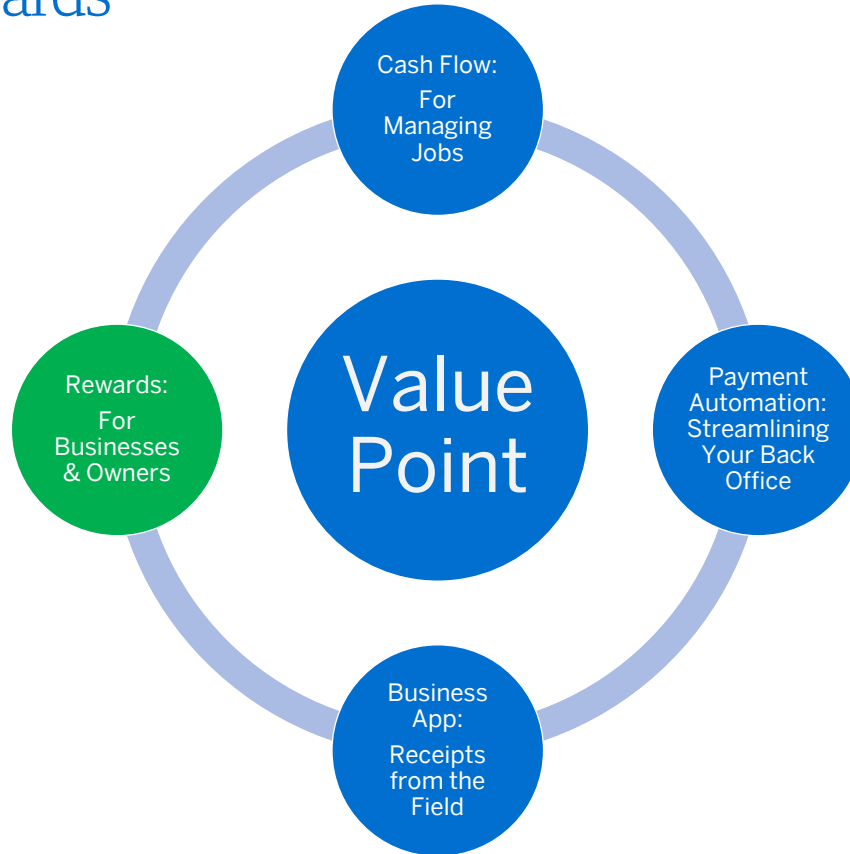 ards
Cash Flow:
For
Managing
Jobs
Rewards:
For
Businesses
& Owners
Value
Point
Payment
Automation:
Streamlining
Your Back
Office
Business
App:
Receipts
from the
Field